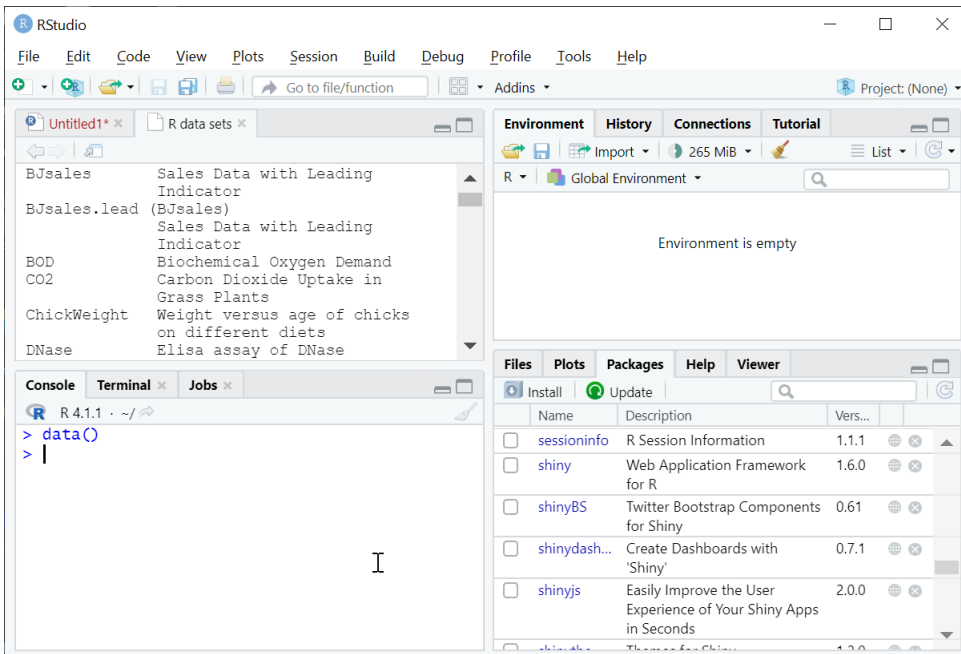 RStudio
File Edit Code View Plots Session Build Debug Profile Tools Help
Go to file/function Addins Project: (None)
Untitled1* R data sets
BJsales Sales Data with Leading
Indicator
BJsales.lead (BJsales)
Sales Data with Leading
Indicator
BOD Biochemical Oxygen Demand
CO2 Carbon Dioxide Uptake in
Grass Plants
ChickWeight Weight versus age of chicks
on different diets
DNase Elisa assay of DNase
Console Terminal Jobs
R R 4.1.1 · ~/
> data()
>
Environment History Connections Tutorial
Import 265 MiB List
R Global Environment
Environment is empty
Files Plots Packages Help Viewer
Install Update
Name Description Vers...
sessioninfo R Session Information 1.1.1
shiny Web Application Framework 1.6.0
for R
shinyBS Twitter Bootstrap Components 0.61
for Shiny
shinydash... Create Dashboards with 0.7.1
'Shiny'
shinyjs Easily Improve the User 2.0.0
Experience of Your Shiny Apps
in Seconds